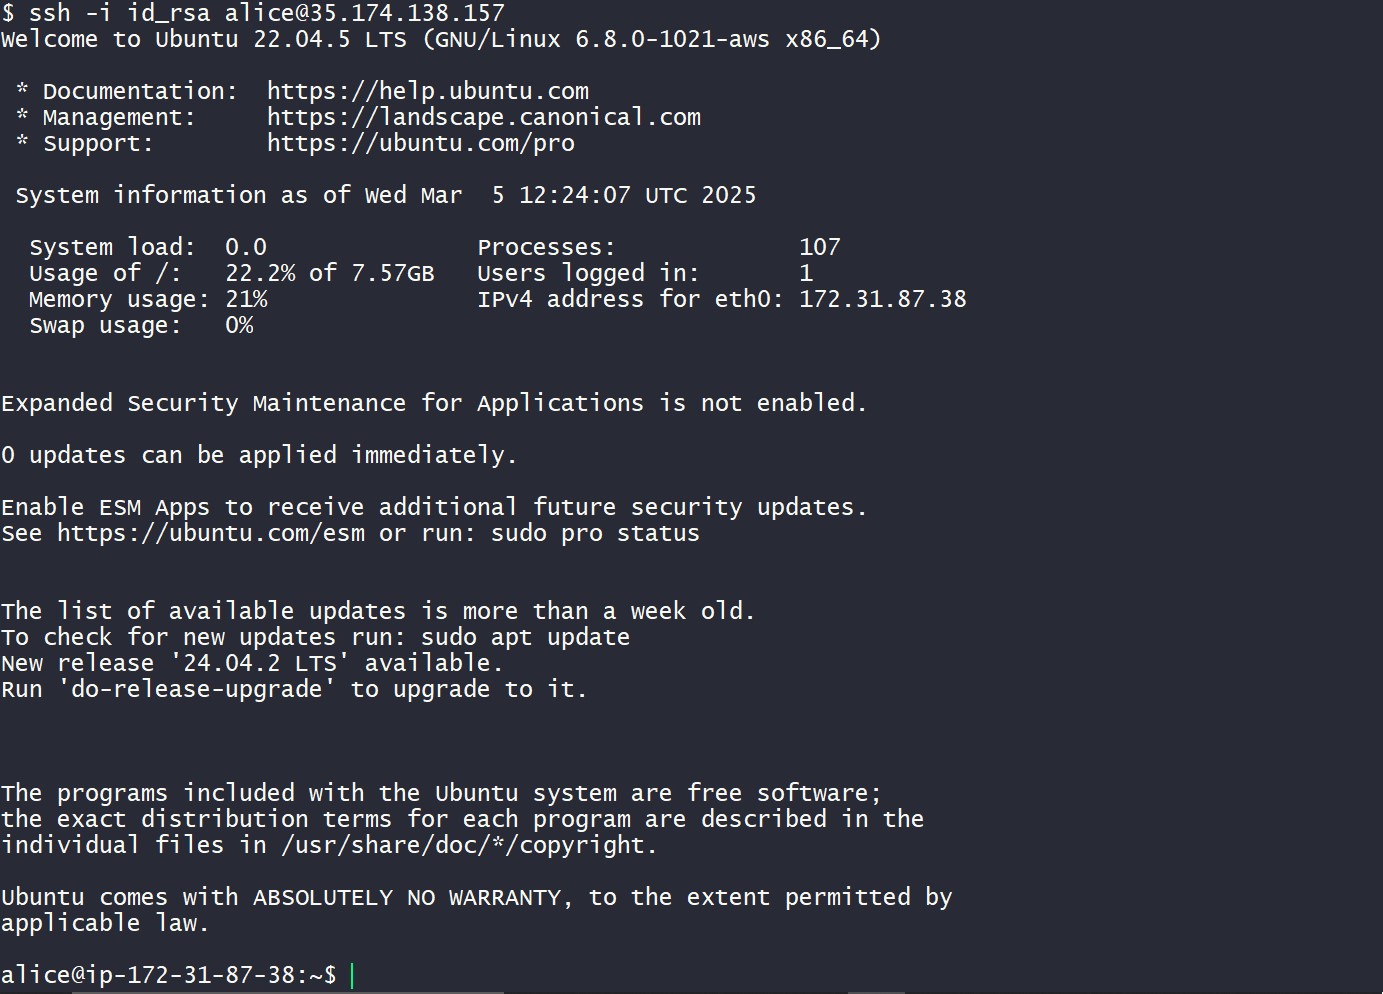 $ ssh -i id_rsa alice@35.174.138.157
Welcome to Ubuntu 22.04.5 LTS (GNU/Linux 6.8.0-1021-aws x86_64)

 * Documentation:  https://help.ubuntu.com
 * Management:     https://landscape.canonical.com
 * Support:        https://ubuntu.com/pro

 System information as of Wed Mar  5 12:24:07 UTC 2025

  System load:  0.0               Processes:             107
  Usage of /:   22.2% of 7.57GB   Users logged in:       1
  Memory usage: 21%               IPv4 address for eth0: 172.31.87.38
  Swap usage:   0%


Expanded Security Maintenance for Applications is not enabled.

0 updates can be applied immediately.

Enable ESM Apps to receive additional future security updates.
See https://ubuntu.com/esm or run: sudo pro status


The list of available updates is more than a week old.
To check for new updates run: sudo apt update
New release '24.04.2 LTS' available.
Run 'do-release-upgrade' to upgrade to it.



The programs included with the Ubuntu system are free software;
the exact distribution terms for each program are described in the
individual files in /usr/share/doc/*/copyright.

Ubuntu comes with ABSOLUTELY NO WARRANTY, to the extent permitted by
applicable law.

alice@ip-172-31-87-38:~$